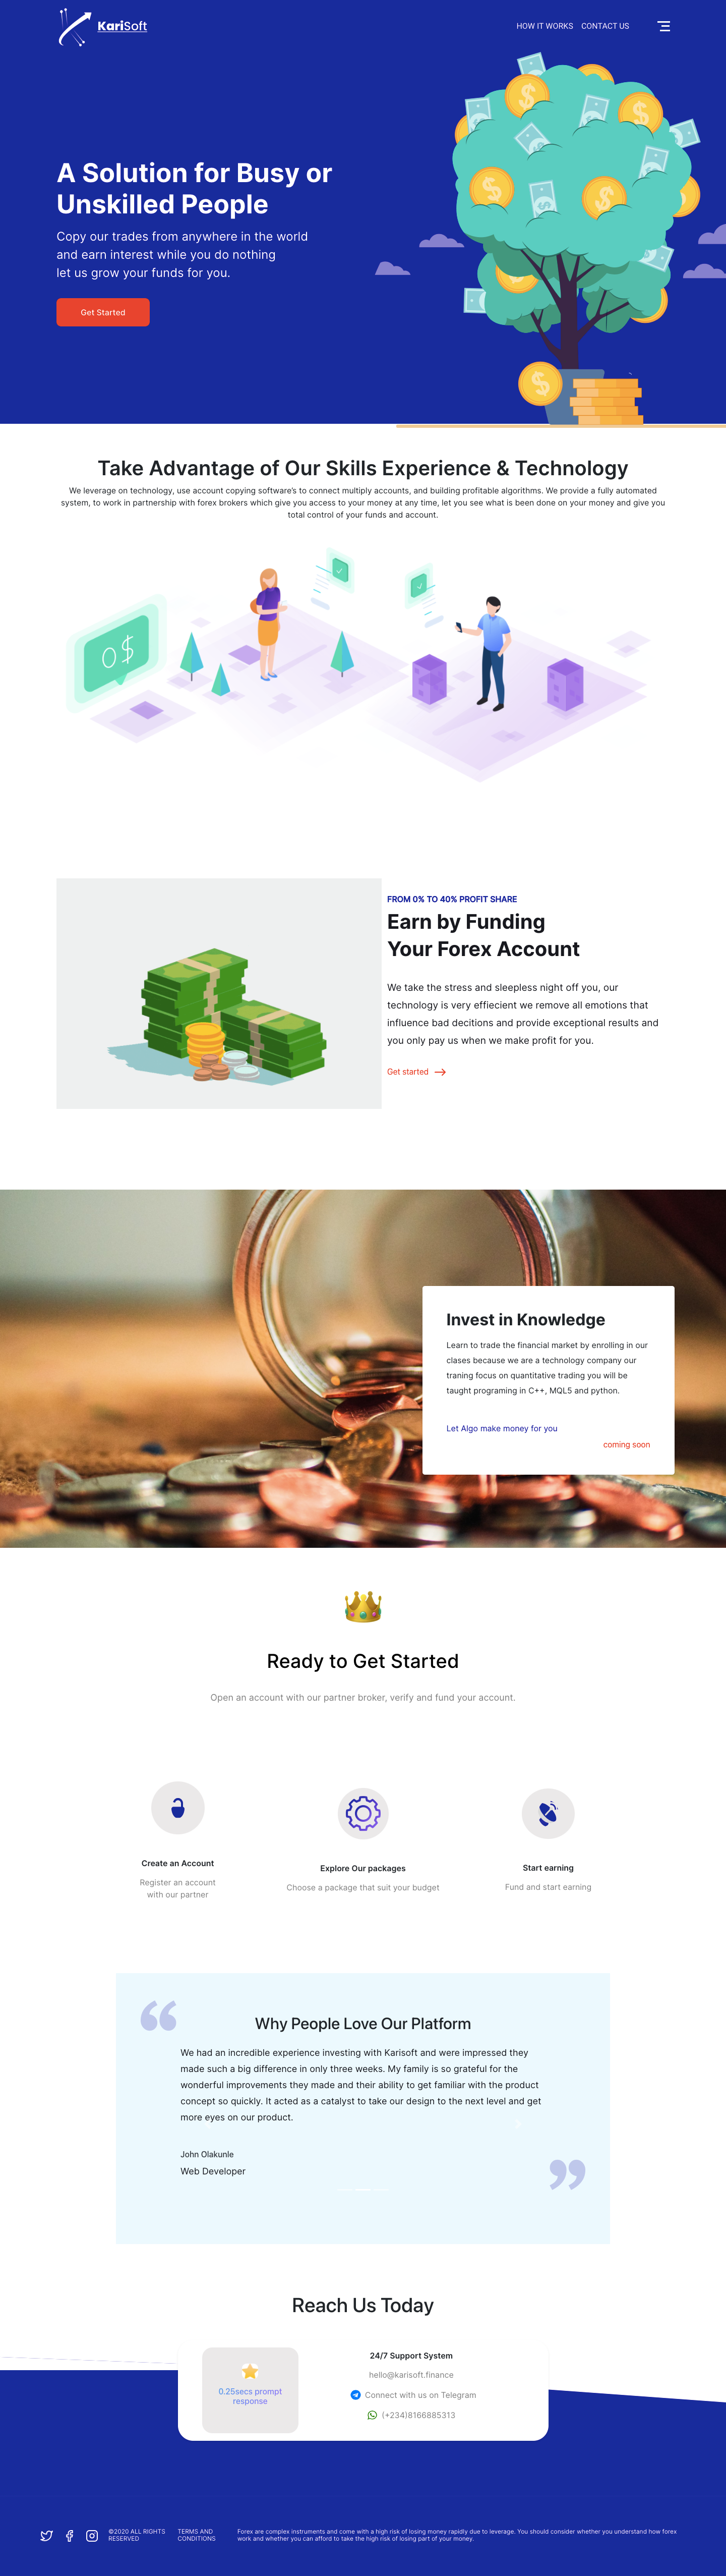 KariSoft
HOW IT WORKS
CONTACT US
A Solution for Busy or
Unskilled People
Copy our trades from anywhere in the world
and earn interest while you do nothing
let us grow your funds for you.
Get Started
Take Advantage of Our Skills Experience & Technology
We leverage on technology, use account copying software's to connect multiply accounts, and building profitable algorithms. We provide a fully automated
system, to work in partnership with forex brokers which give you access to your money at any time, let you see what is been done on your money and give you
total control of your funds and account.
0$
FROM 0% TO 40% PROFIT SHARE
Earn by Funding
Your Forex Account
We take the stress and sleepless night off you, our
technology is very effiecient we remove all emotions that
influence bad decitions and provide exceptional results and
you only pay us when we make profit for you.
Get started
Invest in Knowledge
Learn to trade the financial market by enrolling in our
clases because we are a technology company our
traning focus on quantitative trading you will be
taught programing in C++, MQL5 and python.
Let Algo make money for you
coming soon
Ready to Get Started
Open an account with our partner broker, verify and fund your account.
Create an Account
Register an account
with our partner
Explore Our packages
Choose a package that suit your budget
Start earning
Fund and start earning
Why People Love Our Platform
We had an incredible experience investing with Karisoft and were impressed they
made such a big difference in only three weeks. My family is so grateful for the
wonderful improvements they made and their ability to get familiar with the product
concept so quickly. It acted as a catalyst to take our design to the next level and get
more eyes on our product.
John Olakunle
Web Developer
Reach Us Today
0.25secs prompt
response
24/7 Support System
hello@karisoft.finance
Connect with us on Telegram
(+234)8166885313
©2020 ALL RIGHTS
RESERVED
TERMS AND
CONDITIONS
Forex are complex instruments and come with a high risk of losing money rapidly due to leverage. You should consider whether you understand how forex
work and whether you can afford to take the high risk of losing part of your money.